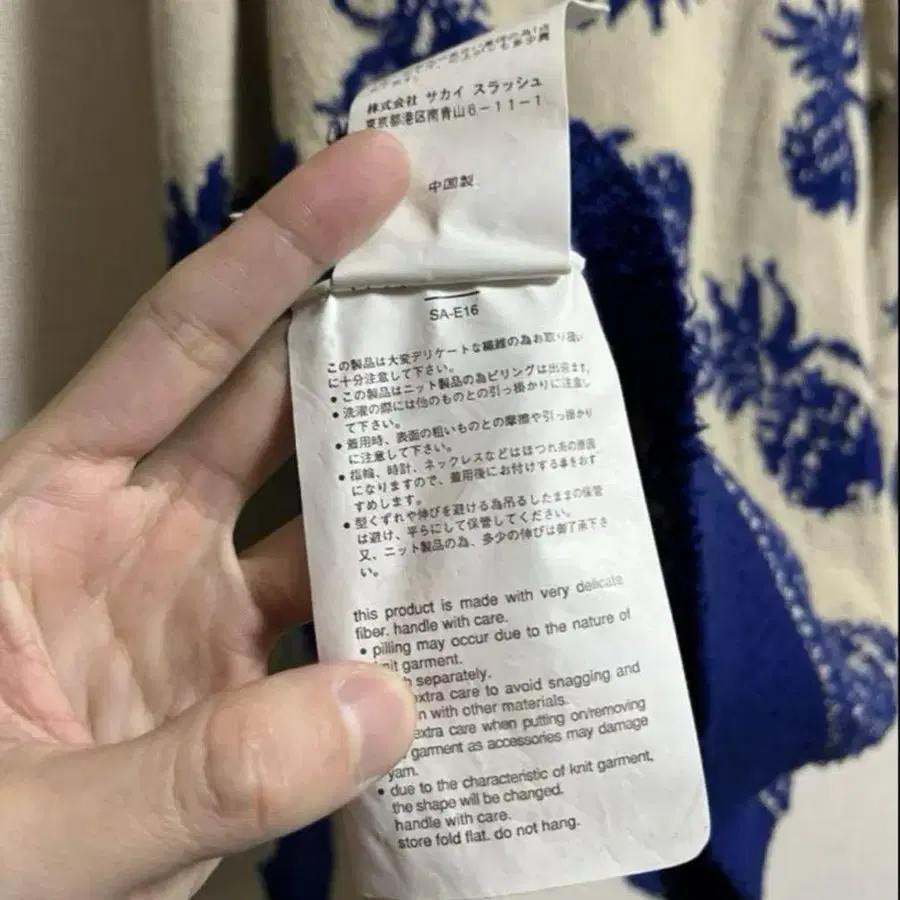 株式会社 サカイ スラッシュ
東京都港区南青山6-11-1
中国製
SA-E16
この製品は大変デリケートな繊維の為お取り扱い
に十分注意して下さい。
● この製品はニット製品の為ピリングは出来ます。
● 洗濯の際には他のものとの引っ掛かりに注意し
て下さい。
● 着用時、表面の粗いものとの摩擦や引っ掛かり
に注意して下さい。
● 指輪、時計、ネックレスなどはほつれ糸の原因
になりますので、着用後にお付けする事をおす
すめします。
● 型くずれや伸びを避ける為吊るしたままの保管
は避け、平らにして保管してください。
又、ニット製品の為、多少の伸びは御了承下さ
い。
this product is made with very delicate
fiber. handle with care.
• pilling may occur due to the nature of
knit garment.
separately.
extra care to avoid snagging and
with other materials.
extra care when putting on/removing
garment as accessories may damage
yarn.
• due to the characteristic of knit garment,
the shape will be changed.
handle with care.
store fold flat. do not hang.